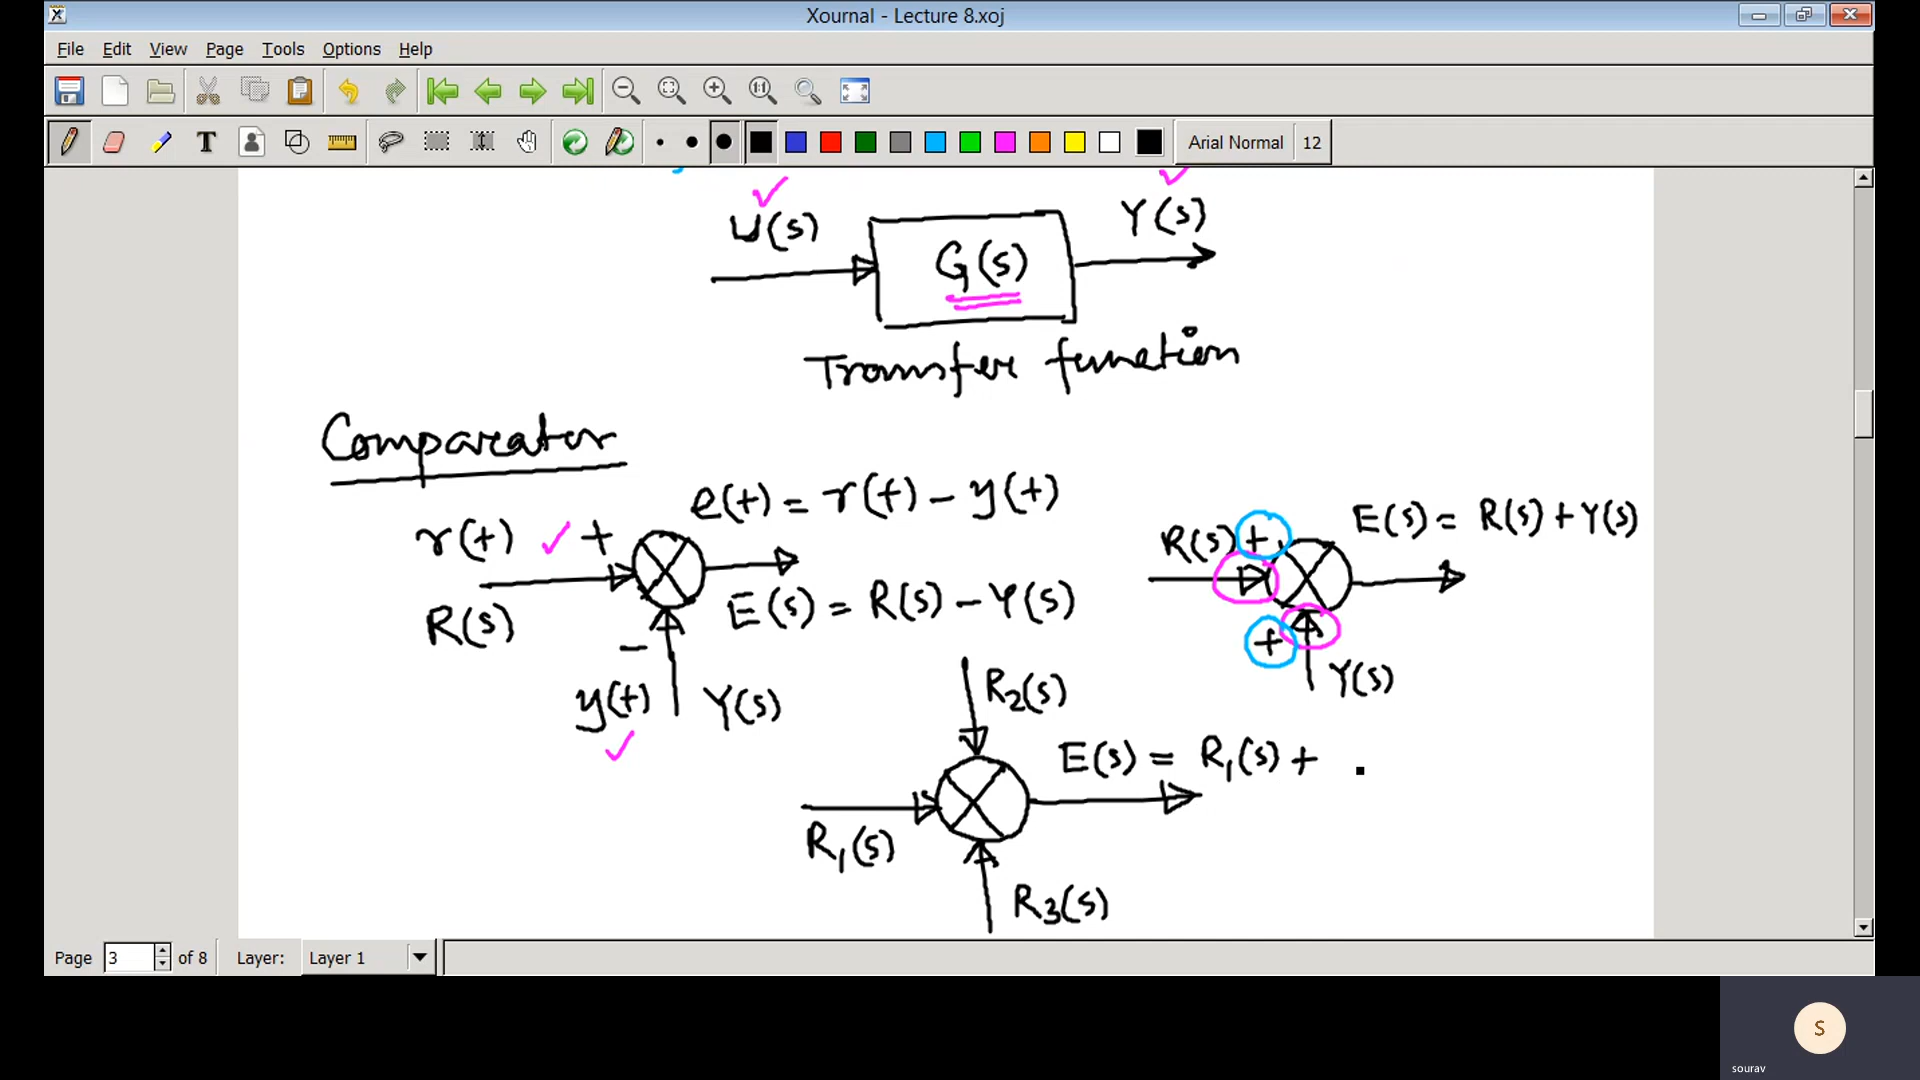 Xournal - Lecture 8.xoj
File Edit View Page Tools Options Help
Arial Normal 12
U(s)
G(s)
Y(s)
Transfer function
Comparator
r(t) +
R(s)
e(t) = r(t) - y(t)
E(s) = R(s) - Y(s)
-
y(t)
Y(s)
R(s) +
E(s) = R(s) + Y(s)
+
Y(s)
R2(s)
E(s) = R1(s) +
R1(s)
R3(s)
Page 3 of 8 Layer: Layer 1
S
sourav